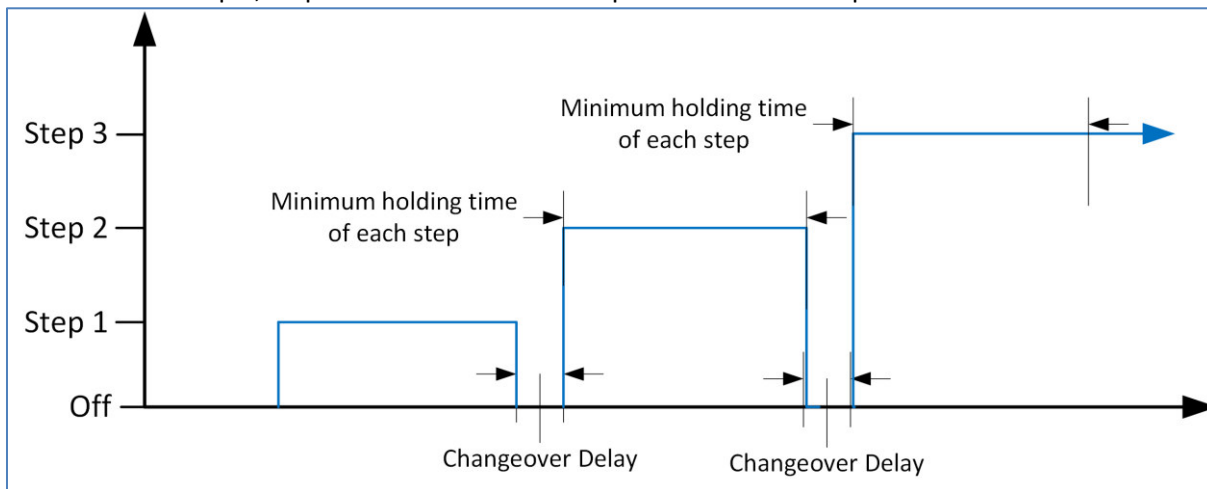 Minimum holding time
of each step
Step 3
Minimum holding time
of each step
Step 2
Step 1
Off
Changeover Delay
Changeover Delay